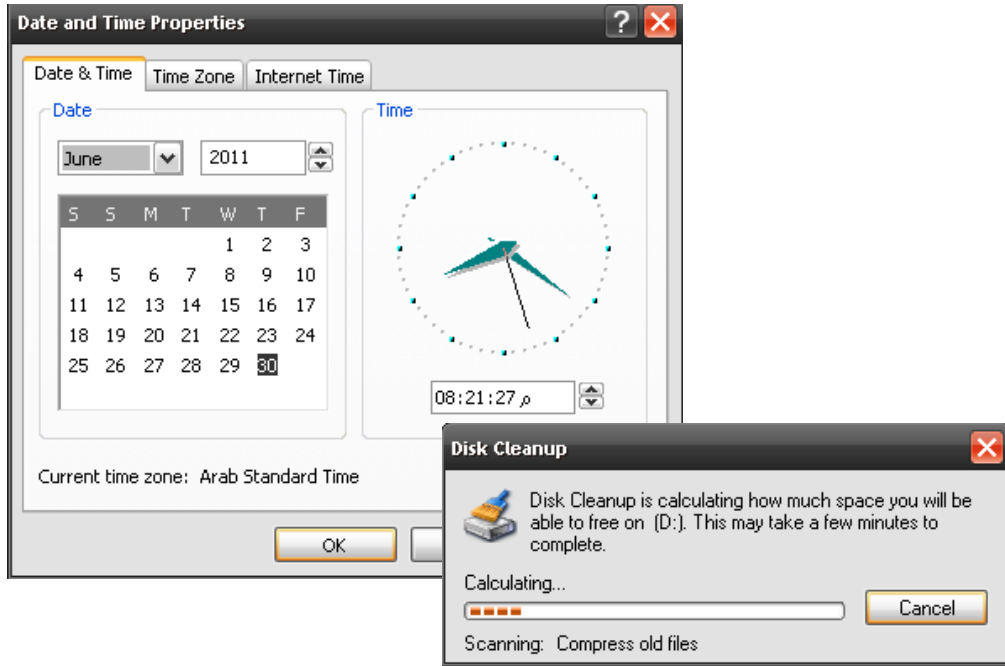 Date and Time Properties
Date & Time Time Zone Internet Time
Date
Time
June 2011
S S M T W T F
1 2 3
4 5 6 7 8 9 10
11 12 13 14 15 16 17
18 19 20 21 22 23 24
25 26 27 28 29 30
08:21:27 م
Current time zone: Arab Standard Time
OK
Disk Cleanup
Disk Cleanup is calculating how much space you will be
able to free on (D:). This may take a few minutes to
complete.
Calculating...
Cancel
Scanning: Compress old files